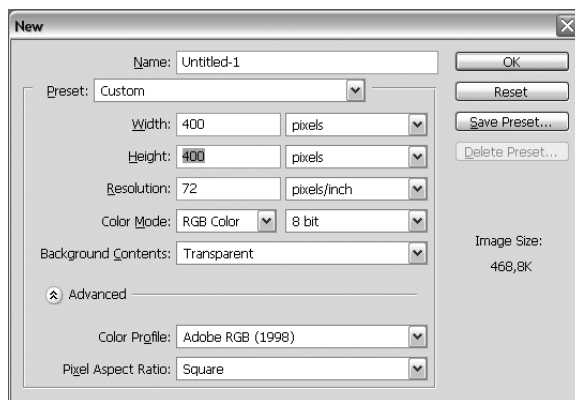 New
Name: Untitled-1
OK
Preset: Custom
Reset
Width: 400 pixels
Save Preset...
Height: 400 pixels
Delete Preset...
Resolution: 72 pixels/inch
Color Mode: RGB Color 8 bit
Image Size:
Background Contents: Transparent
468,8K
Advanced
Color Profile: Adobe RGB (1998)
Pixel Aspect Ratio: Square